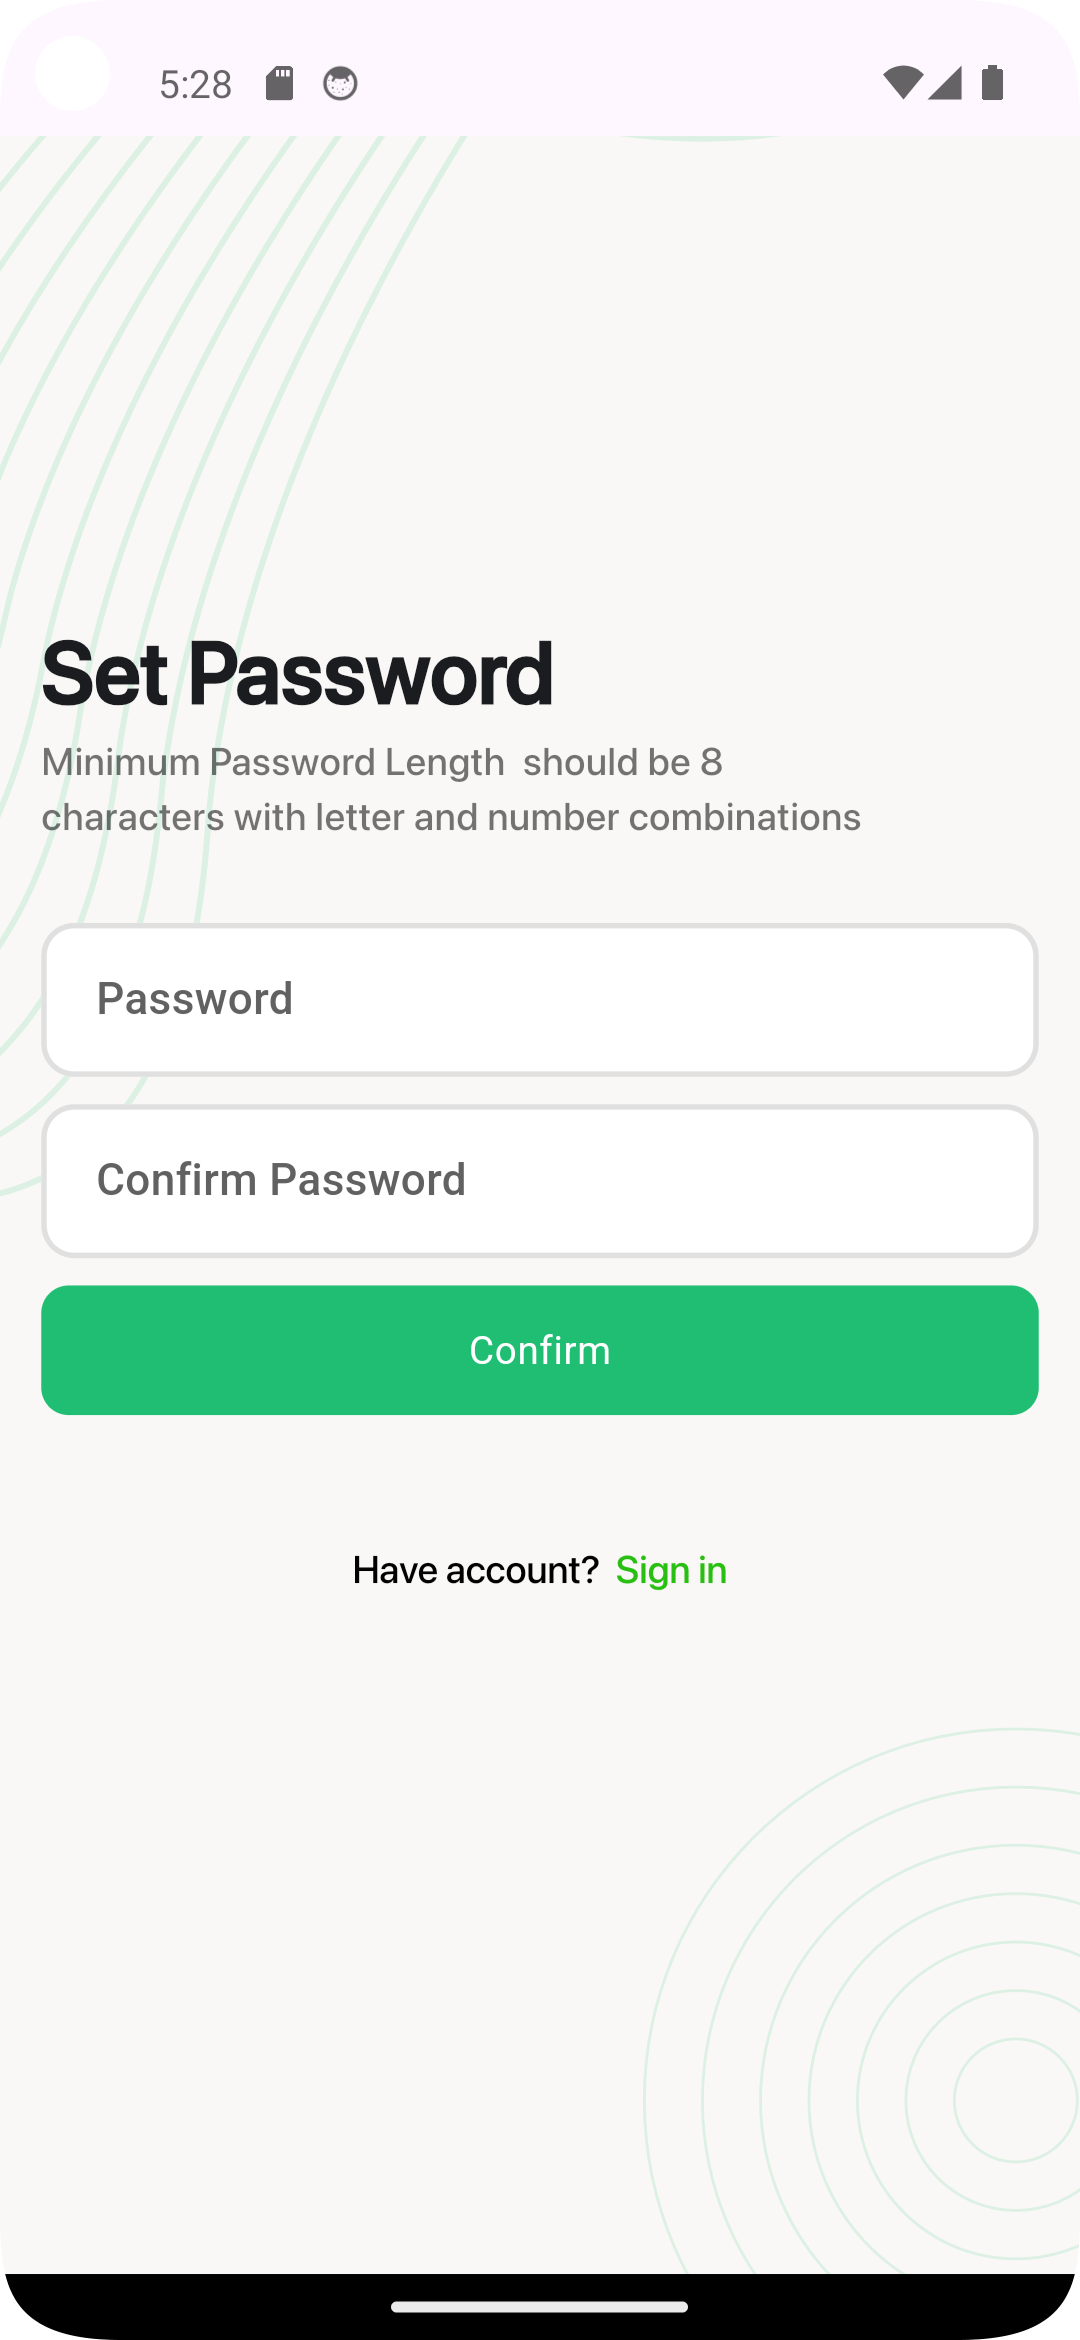 5:28
Set Password
Minimum Password Length  should be 8
characters with letter and number combinations
Password
Confirm Password
Confirm
Have account?  Sign in